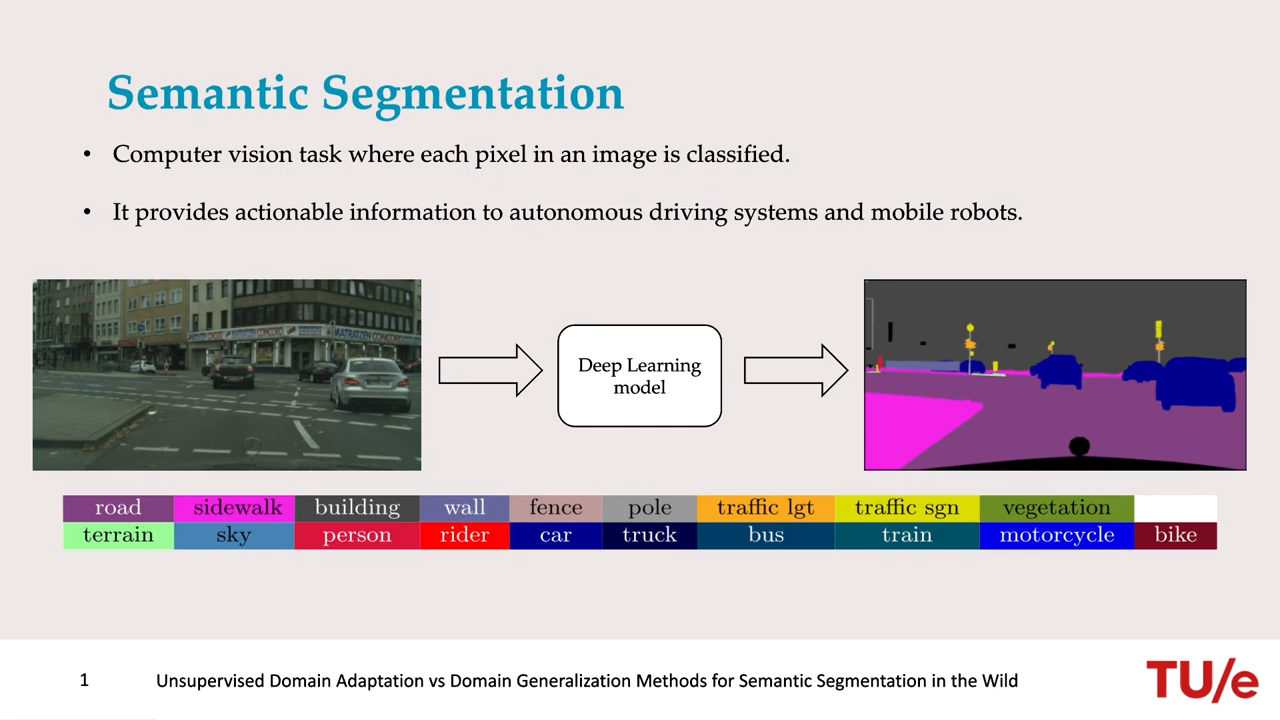 Semantic Segmentation
• Computer vision task where each pixel in an image is classified.
• It provides actionable information to autonomous driving systems and mobile robots.
MATRATZEN CONCORD
Deep Learning
model
road sidewalk building wall fence pole traffic lgt traffic sgn vegetation
terrain sky person rider car truck bus train motorcycle bike
1 Unsupervised Domain Adaptation vs Domain Generalization Methods for Semantic Segmentation in the Wild
TU/e